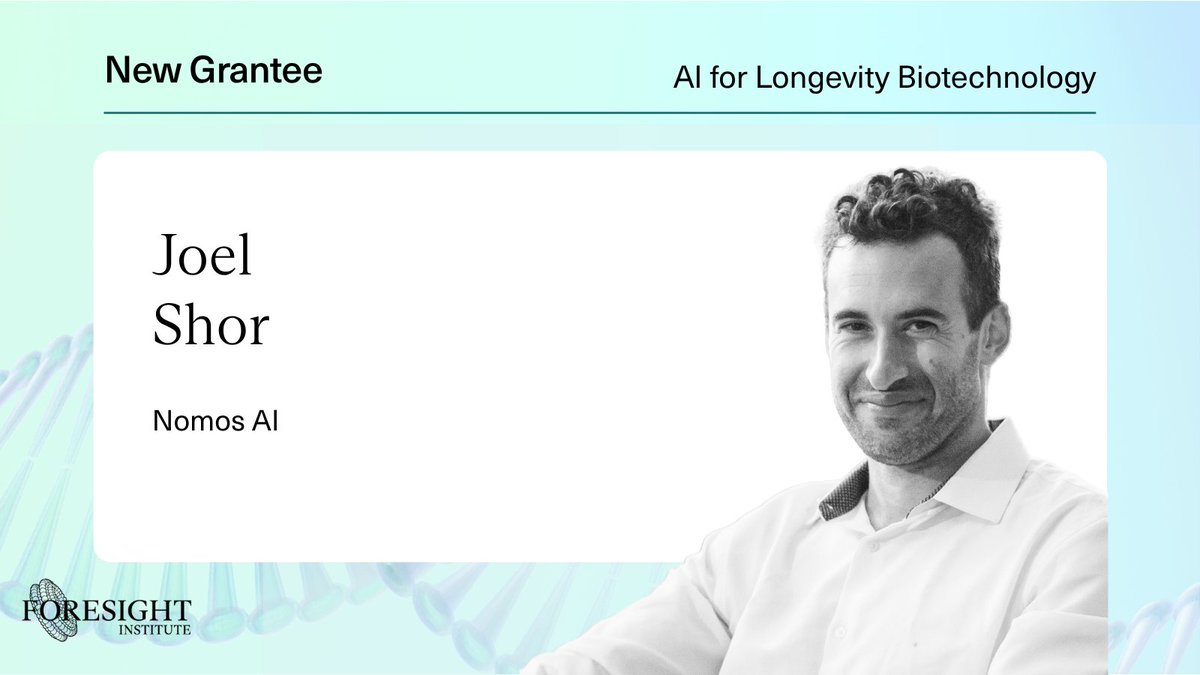 New Grantee
AI for Longevity Biotechnology
Joel
Shor
Nomos AI
FORESIGHT
INSTITUTE